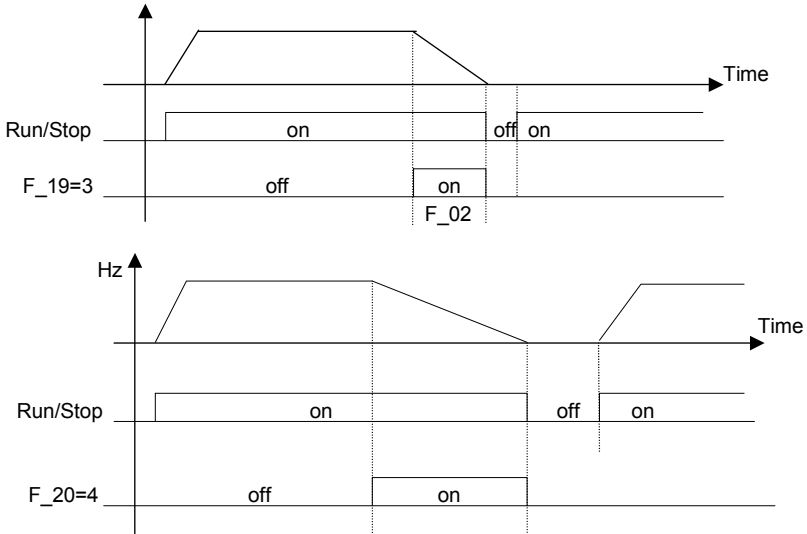 Time
Run/Stop on off on
F_19=3 off on
F_02
Hz
Time
Run/Stop on off on
F_20=4 off on